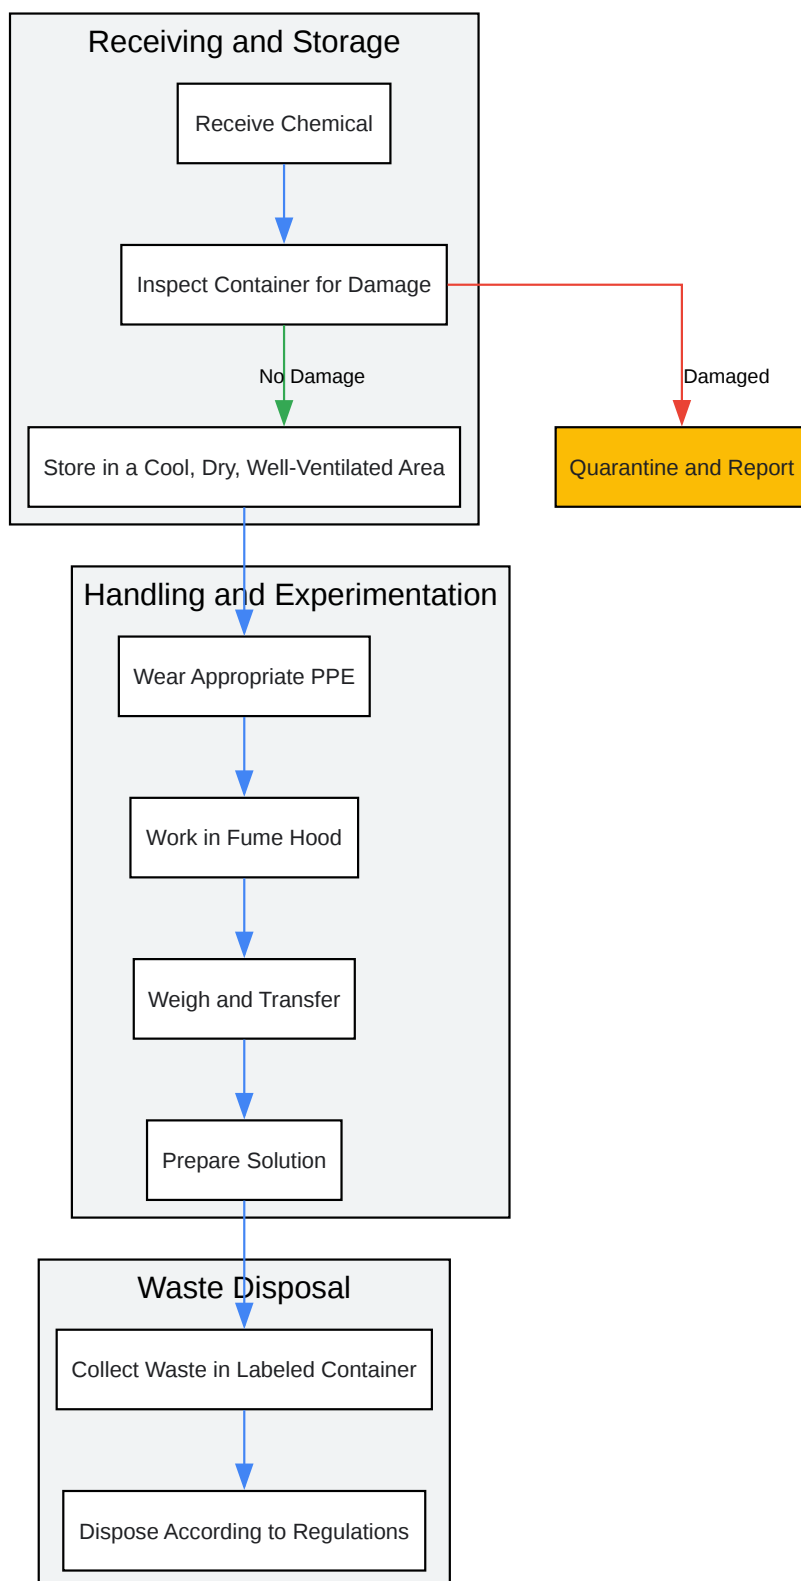 Receiving and Storage
Receive Chemical
Inspect Container for Damage
No Damage
Damaged
Store in a Cool, Dry, Well-Ventilated Area
Quarantine and Report
Handling and Experimentation
Wear Appropriate PPE
Work in Fume Hood
Weigh and Transfer
Prepare Solution
Waste Disposal
Collect Waste in Labeled Container
Dispose According to Regulations